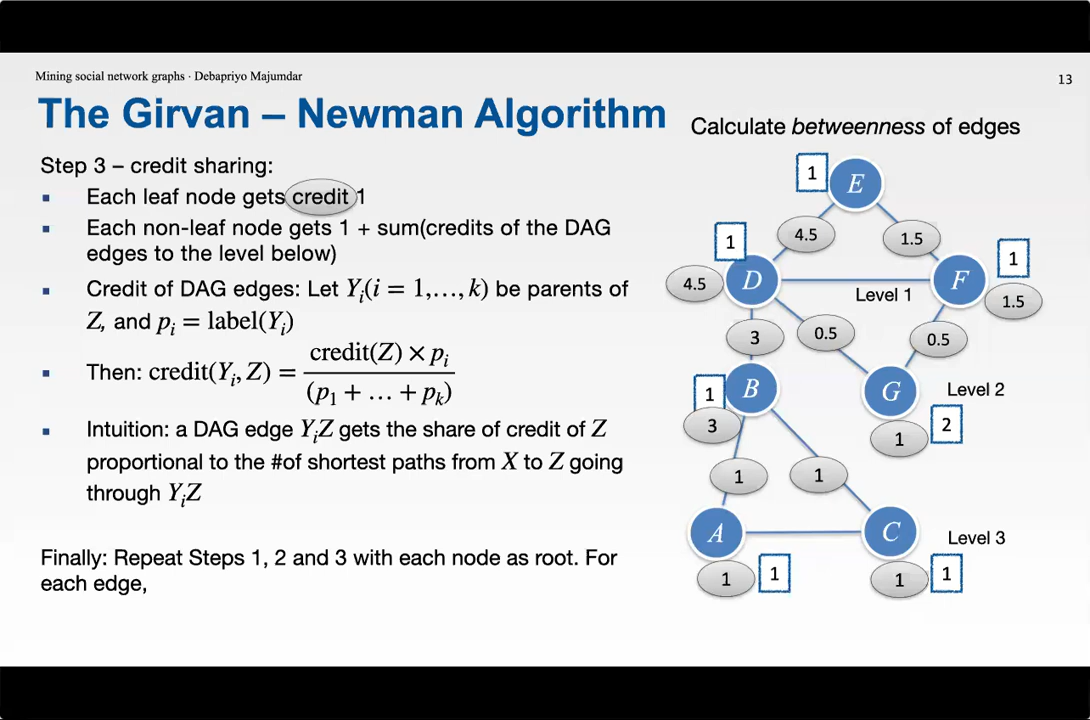 Mining social network graphs · Debapriyo Majumdar
13
The Girvan – Newman Algorithm
Calculate betweenness of edges
Step 3 – credit sharing:
▪ Each leaf node gets credit 1
▪ Each non-leaf node gets 1 + sum(credits of the DAG
edges to the level below)
▪ Credit of DAG edges: Let Yᵢ(i = 1,…, k) be parents of
Z, and pᵢ = label(Yᵢ)
▪ Then: credit(Yᵢ, Z) = credit(Z) × pᵢ / (p₁ + … + pₖ)
▪ Intuition: a DAG edge YᵢZ gets the share of credit of Z
proportional to the #of shortest paths from X to Z going
through YᵢZ
Finally: Repeat Steps 1, 2 and 3 with each node as root. For
each edge,
1 E
4.5 1.5
1 1
4.5 D F 1.5
Level 1
3 0.5 0.5
1 B G Level 2
3 1 2
1 1
A C Level 3
1 1 1 1